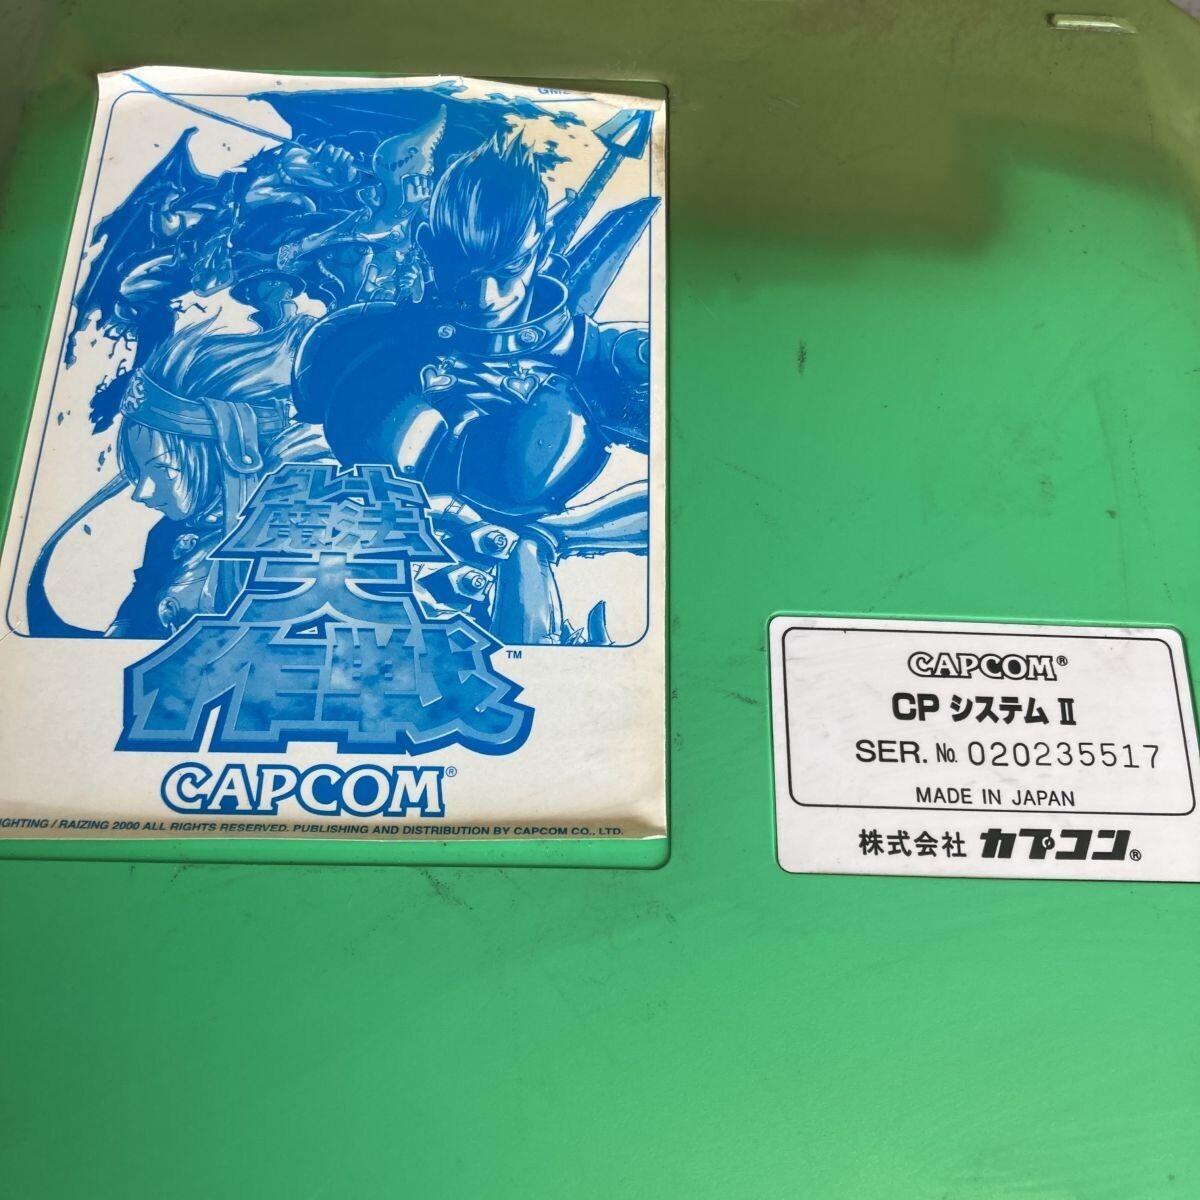 グレート
魔法
大
作戦
TM
CAPCOM®
IGHTING / RAIZING 2000 ALL RIGHTS RESERVED. PUBLISHING AND DISTRIBUTION BY CAPCOM CO., LTD.
CAPCOM®
CP システム II
SER. No. 020235517
MADE IN JAPAN
株式会社 カプコン®